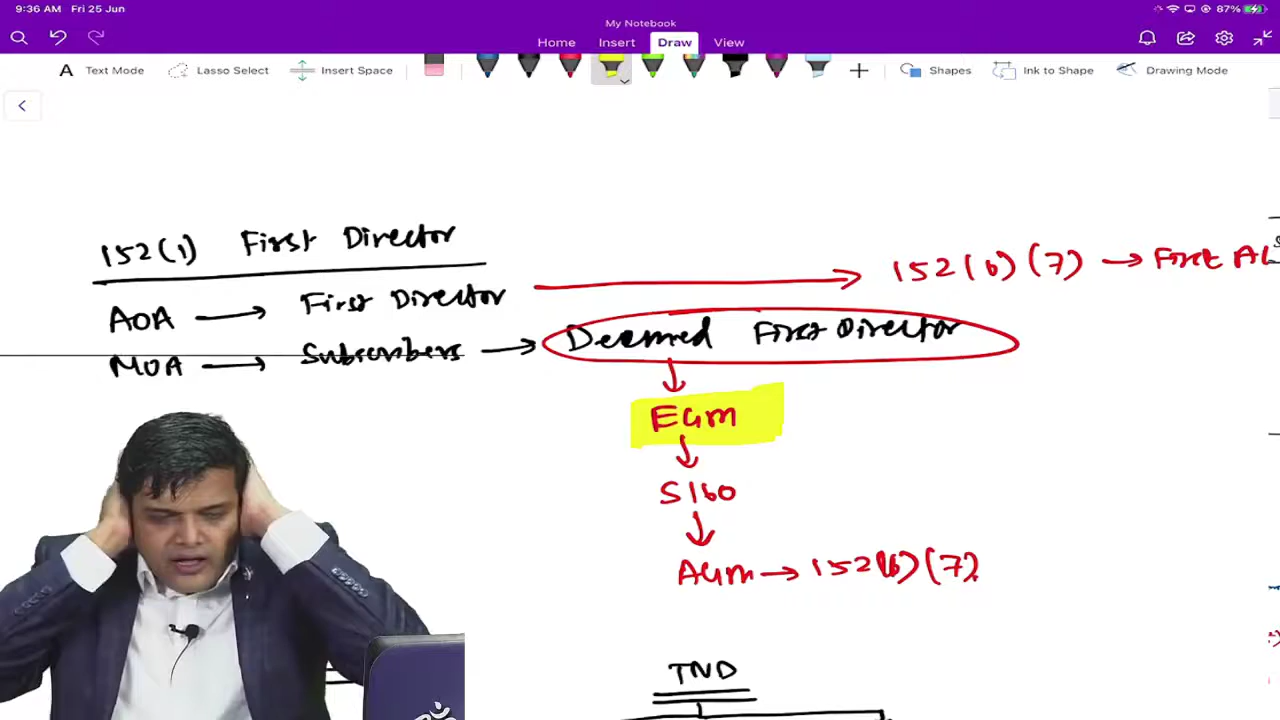 9:36 AM Fri 25 Jun
87%
My Notebook
Home Insert Draw View
A Text Mode Lasso Select Insert Space Shapes Ink to Shape Drawing Mode
152(1) First Director
AOA → First Director → 152(6)(7) → First
MOA → Subscribers → Deemed First Director
EGM
S160
AGM → 152(6)(7)
TND